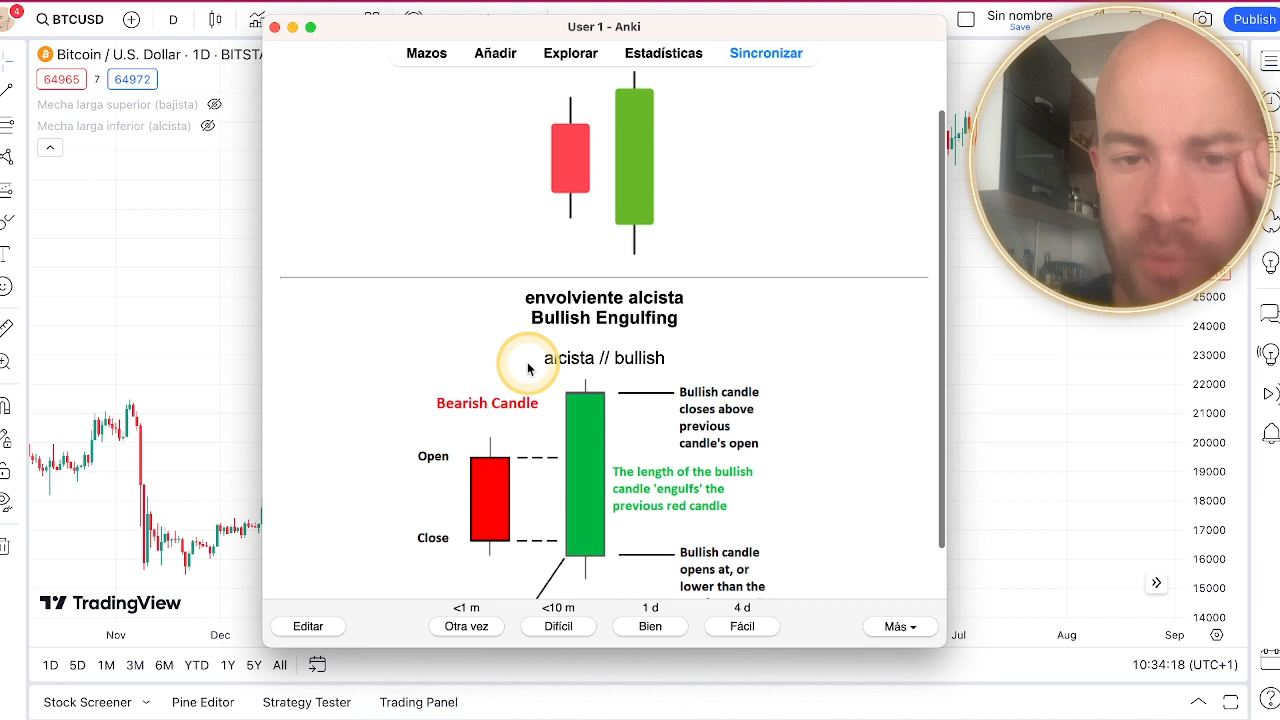 4
BTCUSD
D
User 1 - Anki
Sin nombre
Save
Publish
Mazos
Añadir
Explorar
Estadísticas
Sincronizar
Bitcoin / U.S. Dollar · 1D · BITSTA
64965
7
64972
Mecha larga superior (bajista)
Mecha larga inferior (alcista)
envolviente alcista
Bullish Engulfing
alcista // bullish
Bearish Candle
Open
Close
Bullish candle
closes above
previous
candle's open
The length of the bullish
candle 'engulfs' the
previous red candle
Bullish candle
opens at, or
lower than the
25000
24000
23000
22000
21000
20000
19000
18000
17000
16000
15000
14000
TradingView
Nov
Dec
Jul
Aug
Sep
<1 m
<10 m
1 d
4 d
Editar
Otra vez
Difícil
Bien
Fácil
Más
1D
5D
1M
3M
6M
YTD
1Y
5Y
All
10:34:18 (UTC+1)
Stock Screener
Pine Editor
Strategy Tester
Trading Panel